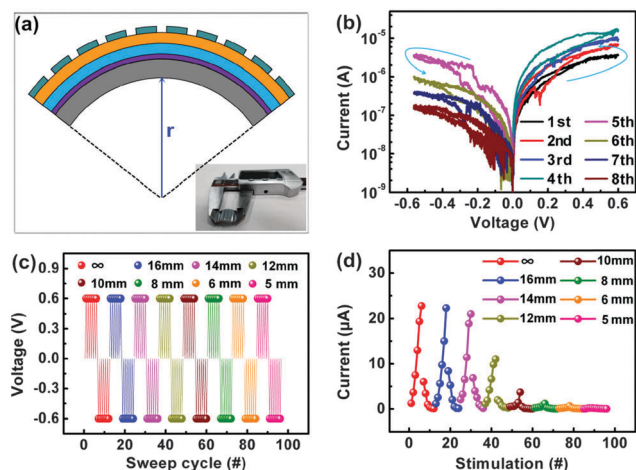 (a)
r
(b)
Current (A)
10⁻⁴
10⁻⁵
10⁻⁶
10⁻⁷
10⁻⁸
10⁻⁹
1st 5th
2nd 6th
3rd 7th
4th 8th
-0.6 -0.4 -0.2 0.0 0.2 0.4 0.6
Voltage (V)
(c)
Voltage (V)
0.9
0.6
0.3
0.0
-0.3
-0.6
∞ 16mm 14mm 12mm
10mm 8 mm 6 mm 5 mm
0 20 40 60 80 100
Sweep cycle (#)
(d)
Current (µA)
30
20
10
0
∞ 10mm
16mm 8 mm
14mm 6 mm
12mm 5mm
0 20 40 60 80 100
Stimulation (#)